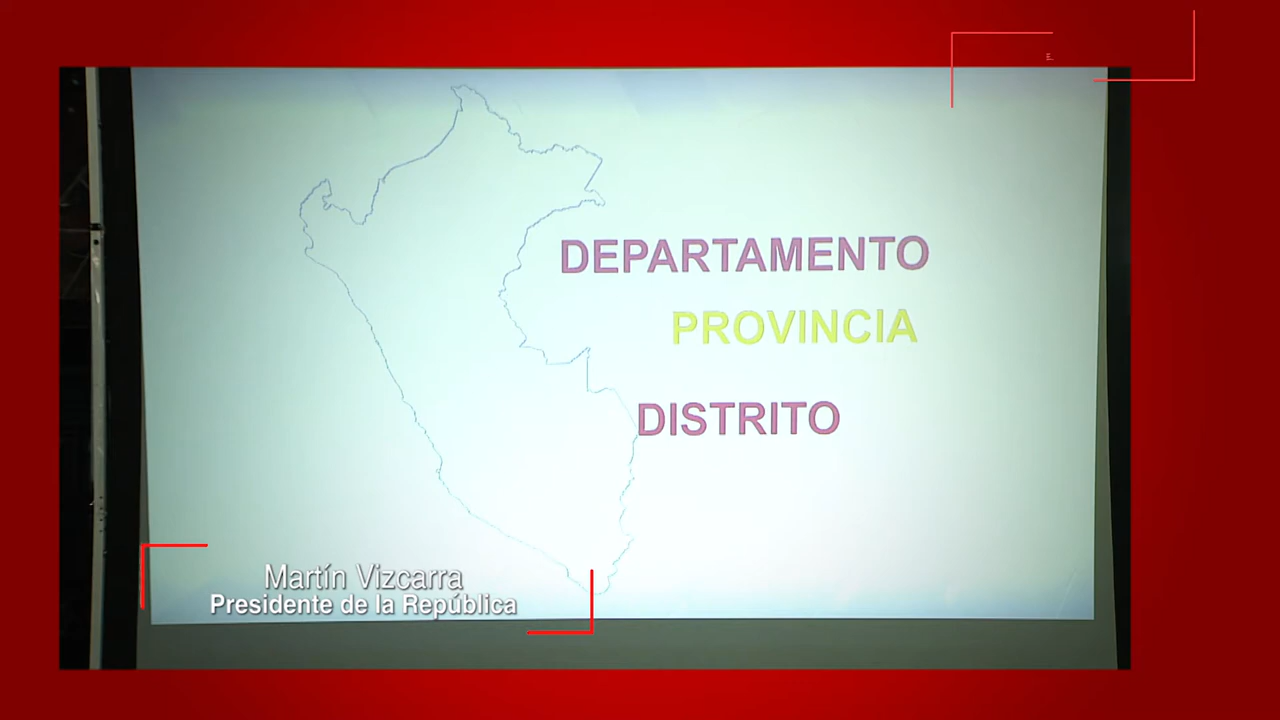 DEPARTAMENTO
PROVINCIA
DISTRITO
Martín Vizcarra
Presidente de la República